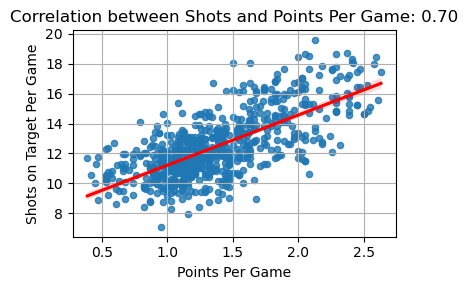 Correlation between Shots and Points Per Game: 0.70
Shots on Target Per Game
20
18
16
14
12
10
8
0.5 1.0 1.5 2.0 2.5
Points Per Game